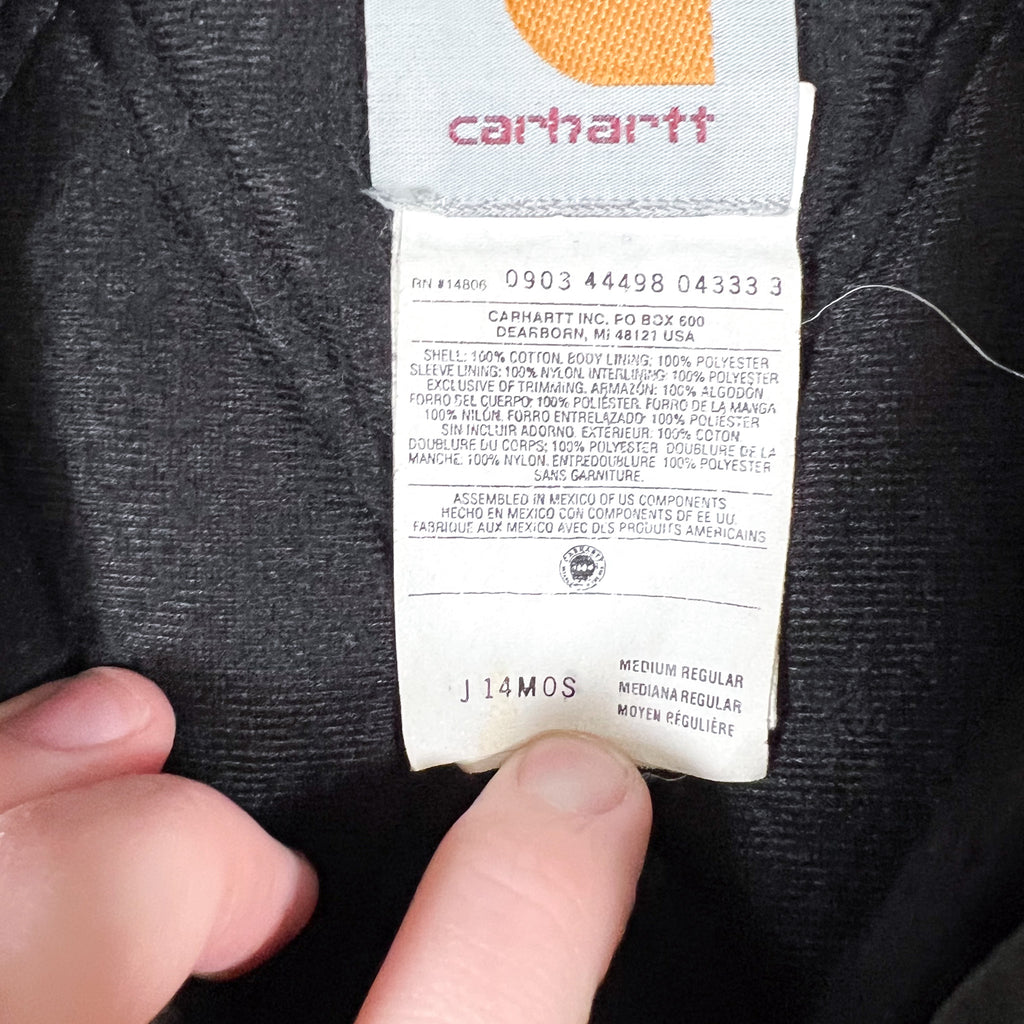 carhartt
RN #14806 0903 44498 04333 3
CARHARTT INC. PO BOX 600
DEARBORN, MI 48121 USA
SHELL: 100% COTTON. BODY LINING: 100% POLYESTER
SLEEVE LINING: 100% NYLON. INTERLINING: 100% POLYESTER
EXCLUSIVE OF TRIMMING. ARMAZÓN: 100% ALGODÓN
FORRO DEL CUERPO: 100% POLIÉSTER. FORRO DE LA MANGA
100% NILÓN. FORRO ENTRELAZADO: 100% POLIÉSTER
SIN INCLUIR ADORNO. EXTÉRIEUR: 100% COTON
DOUBLURE DU CORPS: 100% POLYESTER DOUBLURE DE LA
MANCHE: 100% NYLON. ENTREDOUBLURE 100% POLYESTER
SANS GARNITURE.
ASSEMBLED IN MEXICO OF US COMPONENTS
HECHO EN MEXICO CON COMPONENTS DE EE UU.
FABRIQUE AUX MEXICO AVEC DES PRODUITS AMERICAINS
J 14MOS
MEDIUM REGULAR
MEDIANA REGULAR
MOYEN RÉGULIÈRE